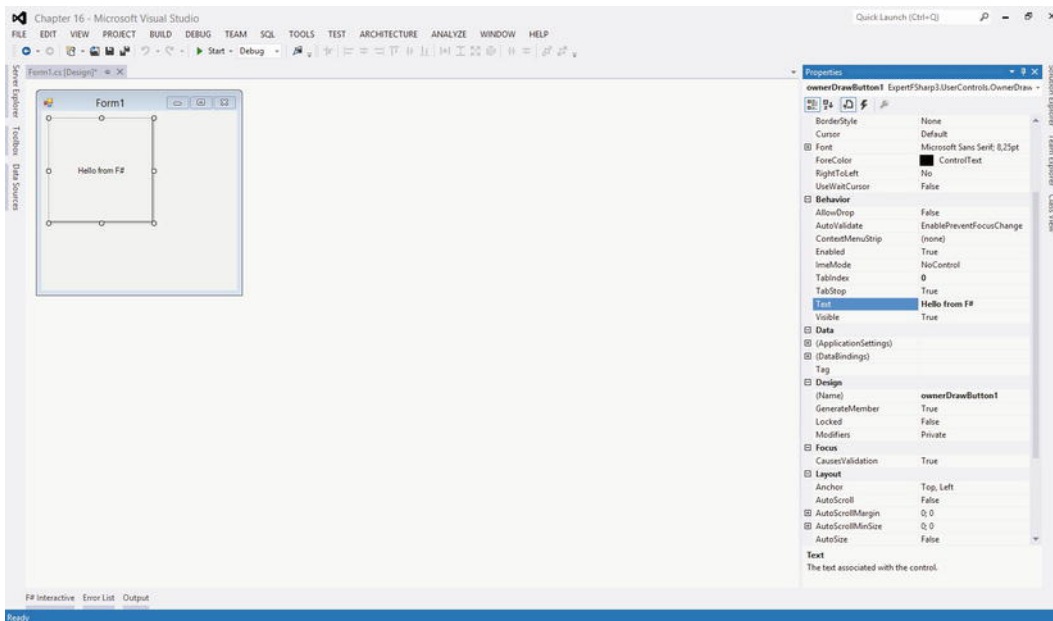 Chapter 16 - Microsoft Visual Studio
Quick Launch (Ctrl+Q)
FILE EDIT VIEW PROJECT BUILD DEBUG TEAM SQL TOOLS TEST ARCHITECTURE ANALYZE WINDOW HELP
Start - Debug
Server Explorer
Toolbox
Data Sources
Form1.cs [Design]*
Form1
Hello from F#
Properties
ownerDrawButton1 ExpertFSharp3.UserControls.OwnerDraw
BorderStyle None
Cursor Default
Font Microsoft Sans Serif; 8,25pt
ForeColor ControlText
RightToLeft No
UseWaitCursor False
Behavior
AllowDrop False
AutoValidate EnablePreventFocusChange
ContextMenuStrip (none)
Enabled True
ImeMode NoControl
TabIndex 0
TabStop True
Text Hello from F#
Visible True
Data
(ApplicationSettings)
(DataBindings)
Tag
Design
(Name) ownerDrawButton1
GenerateMember True
Locked False
Modifiers Private
Focus
CausesValidation True
Layout
Anchor Top, Left
AutoScroll False
AutoScrollMargin 0; 0
AutoScrollMinSize 0; 0
AutoSize False
Text
The text associated with the control.
Solution Explorer
Team Explorer
Class View
F# Interactive Error List Output
Ready